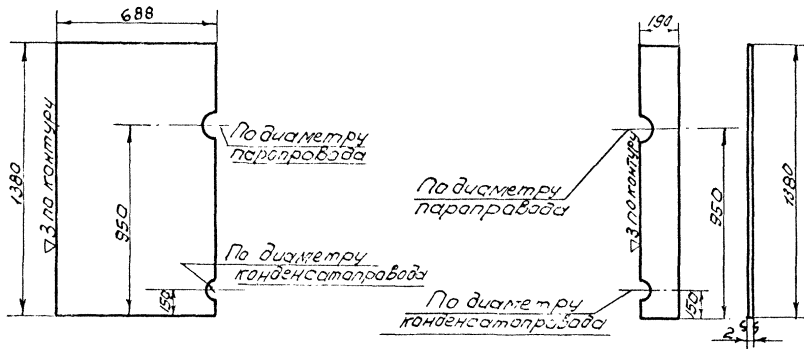 688
1380
▽3 по контуру
950
По диаметру
паропровода
По диаметру
конденсатопровода
150
190
По диаметру
паропровода
▽3 по контуру
950
1380
По диаметру
конденсатопровода
150
2